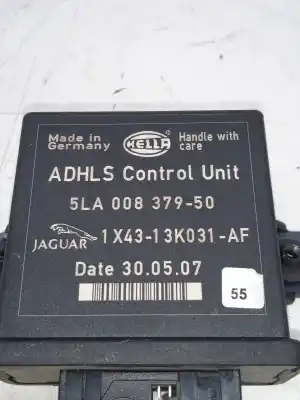 Made in
Germany
HELLA
Handle with
care
ADHLS Control Unit
5LA 008 379-50
JAGUAR
1X43-13K031-AF
Date 30.05.07
55